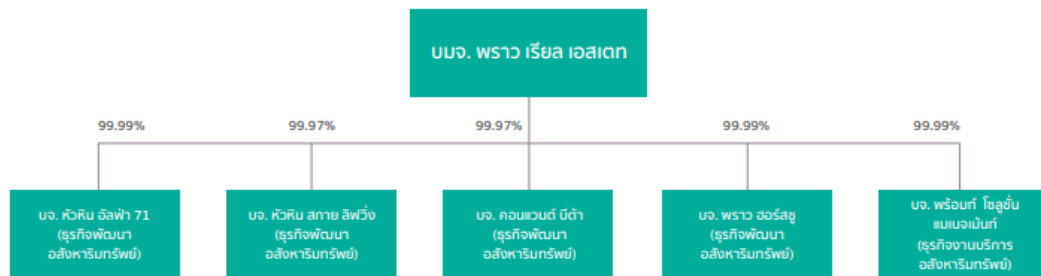 บมจ. พราว เรียล เอสเตท
99.99%
99.97%
99.97%
99.99%
99.99%
บจ. หัวหิน อัลฟ่า 71
(ธุรกิจพัฒนา
อสังหาริมทรัพย์)
บจ. หัวหิน สกาย ลิฟวิ่ง
(ธุรกิจพัฒนา
อสังหาริมทรัพย์)
บจ. คอนแวนต์ บีต้า
(ธุรกิจพัฒนา
อสังหาริมทรัพย์)
บจ. พราว ฮอร์สชู
(ธุรกิจพัฒนา
อสังหาริมทรัพย์)
บจ. พร้อมท์ โซลูชั่น
แมเนจเม้นท์
(ธุรกิจงานบริการ
อสังหาริมทรัพย์)